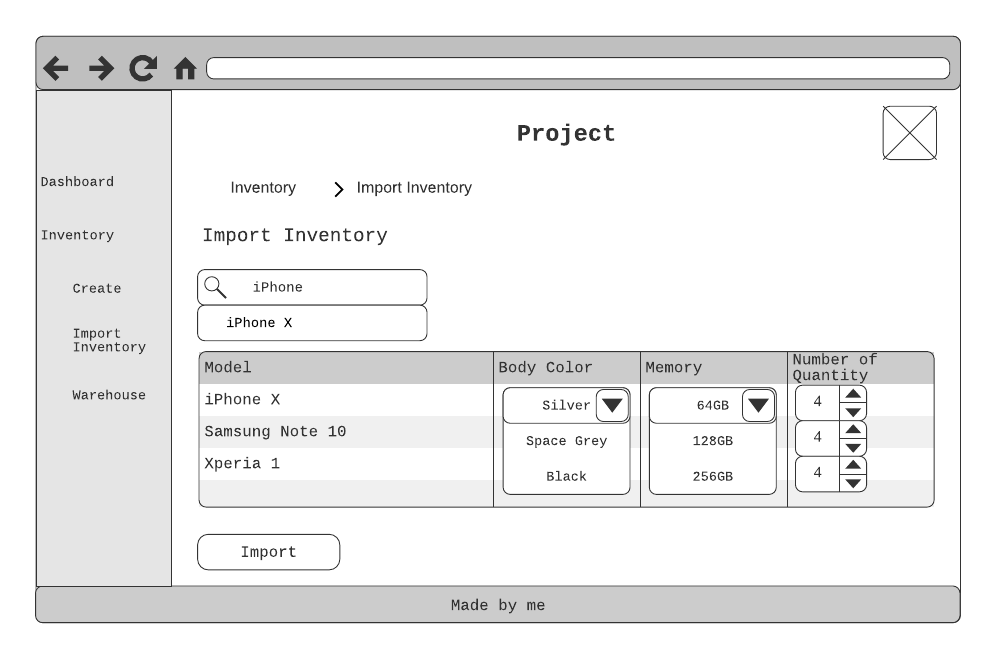 Project
Dashboard
Inventory
Create
Import
Inventory
Warehouse
Inventory
Import Inventory
Import Inventory
iPhone
iPhone X
Model
Body Color
Memory
Number of
Quantity
iPhone X
Silver
64GB
4
Samsung Note 10
Space Grey
128GB
4
Xperia 1
Black
256GB
4
Import
Made by me